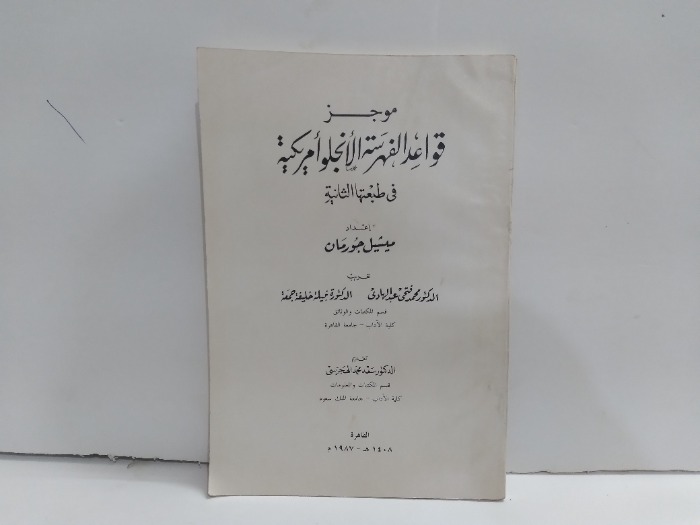 موجز
قواعد الفهرسة الأنجلو أمريكية
في طبعتها الثانية
إعداد
ميشيل جورمان
تعريب
الدكتور محمد فتحي عبد الهادي الدكتورة نبيلة خليفة جمعة
قسم المكتبات والوثائق
كلية الآداب - جامعة القاهرة
تقديم
الدكتور سعد محمد الهجرسي
قسم المكتبات والمعلومات
كلية الآداب - جامعة الملك سعود
القاهرة
١٤٠٨ هـ - ١٩٨٧ م